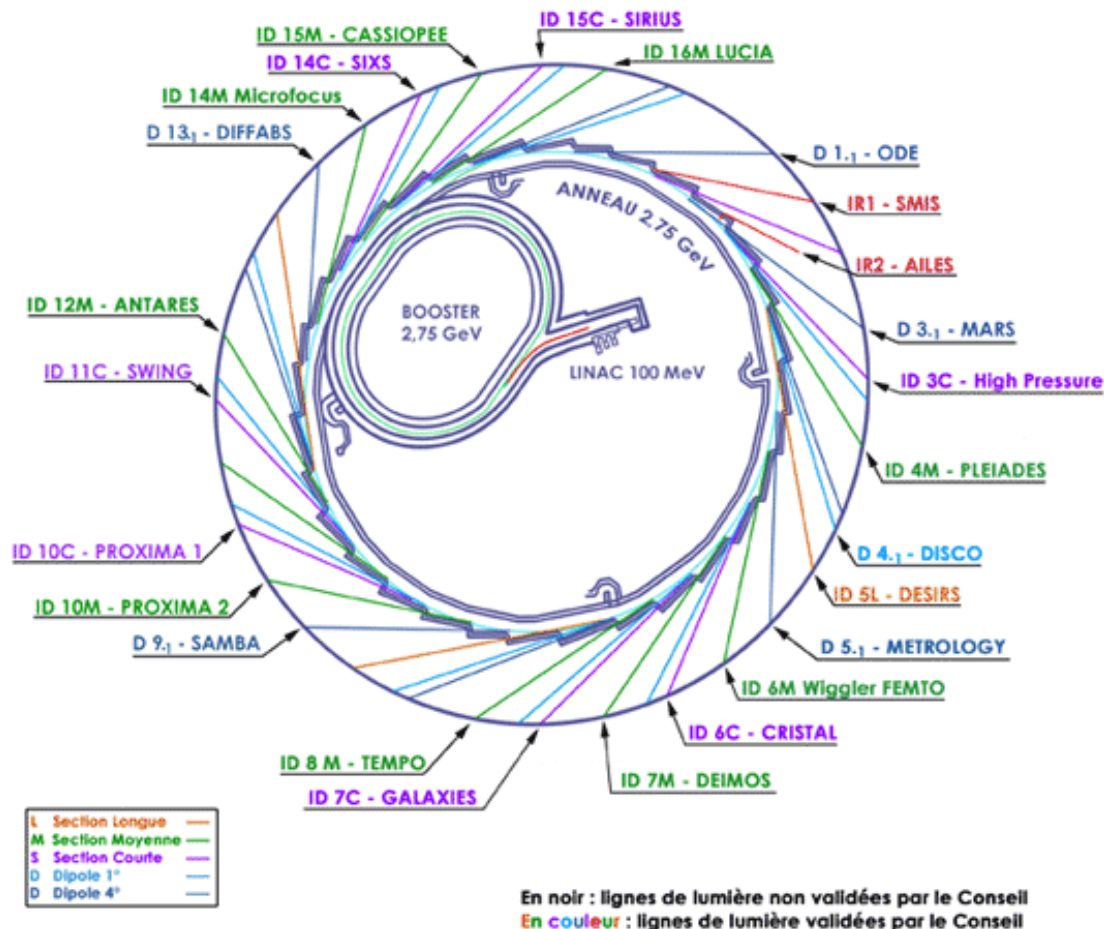 ID 15C - SIRIUS
ID 15M - CASSIOPEE
ID 16M LUCIA
ID 14C - SIXS
ID 14M Microfocus
D 13.1 - DIFFABS
D 1.1 - ODE
ANNEAU 2,75 GeV
IR1 - SMIS
IR2 - AILES
ID 12M - ANTARES
BOOSTER
2,75 GeV
D 3.1 - MARS
ID 11C - SWING
LINAC 100 MeV
ID 3C - High Pressure
ID 4M - PLEIADES
ID 10C - PROXIMA 1
D 4.1 - DISCO
ID 10M - PROXIMA 2
ID 5L - DESIRS
D 9.1 - SAMBA
D 5.1 - METROLOGY
ID 6M Wiggler FEMTO
ID 6C - CRISTAL
ID 8 M - TEMPO
ID 7M - DEIMOS
ID 7C - GALAXIES
L Section Longue
M Section Moyenne
S Section Courte
D Dipole 1°
D Dipole 4°
En noir : lignes de lumière non validées par le Conseil
En couleur : lignes de lumière validées par le Conseil